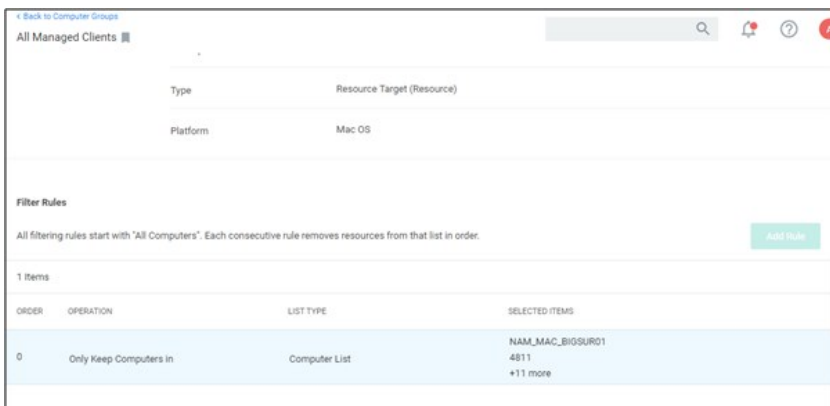 < Back to Computer Groups
All Managed Clients
Type Resource Target (Resource)
Platform Mac OS
Filter Rules
All filtering rules start with "All Computers". Each consecutive rule removes resources from that list in order.
Add Rule
1 Items
ORDER OPERATION LIST TYPE SELECTED ITEMS
0 Only Keep Computers in Computer List NAM_MAC_BIGSUR01
4811
+11 more